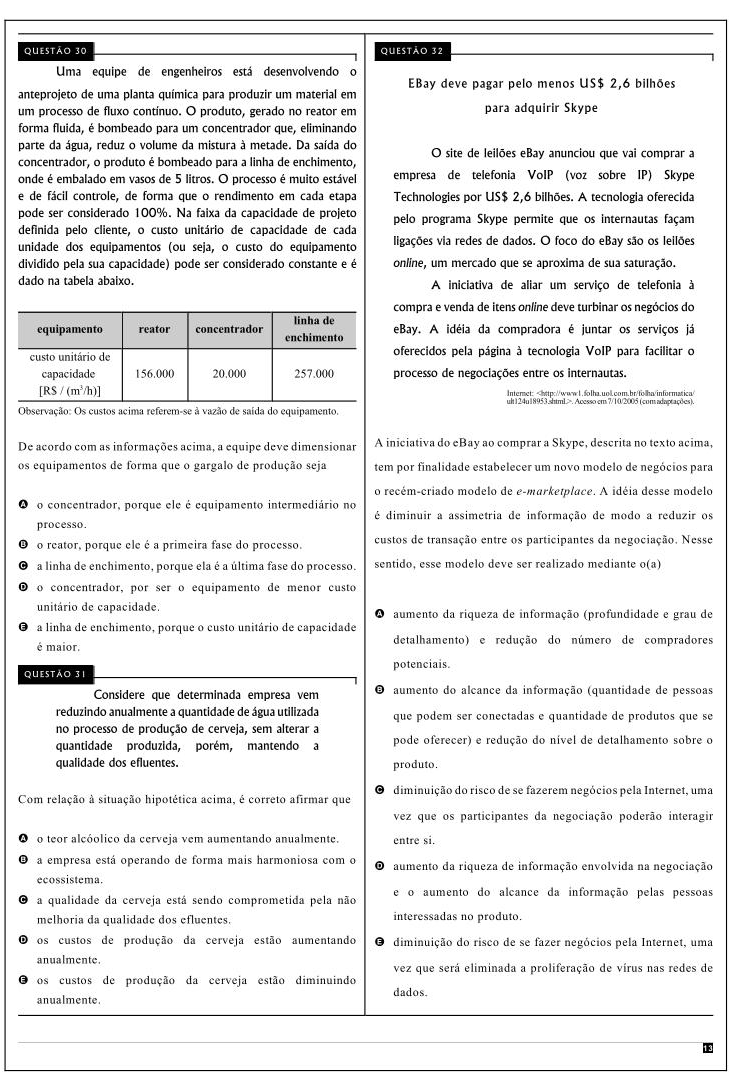 QUESTÃO 30
Uma equipe de engenheiros está desenvolvendo o
anteprojeto de uma planta química para produzir um material em
um processo de fluxo contínuo. O produto, gerado no reator em
forma fluida, é bombeado para um concentrador que, eliminando
parte da água, reduz o volume da mistura à metade. Da saída do
concentrador, o produto é bombeado para a linha de enchimento,
onde é embalado em vasos de 5 litros. O processo é muito estável
e de fácil controle, de forma que o rendimento em cada etapa
pode ser considerado 100%. Na faixa da capacidade de projeto
definida pelo cliente, o custo unitário de capacidade de cada
unidade dos equipamentos (ou seja, o custo do equipamento
dividido pela sua capacidade) pode ser considerado constante e é
dado na tabela abaixo.
equipamento reator concentrador linha de enchimento
custo unitário de
capacidade 156.000 20.000 257.000
[R$ / (m³/h)]
Observação: Os custos acima referem-se à vazão de saída do equipamento.
De acordo com as informações acima, a equipe deve dimensionar
os equipamentos de forma que o gargalo de produção seja
A o concentrador, porque ele é equipamento intermediário no
processo.
B o reator, porque ele é a primeira fase do processo.
C a linha de enchimento, porque ela é a última fase do processo.
D o concentrador, por ser o equipamento de menor custo
unitário de capacidade.
E a linha de enchimento, porque o custo unitário de capacidade
é maior.
QUESTÃO 31
Considere que determinada empresa vem
reduzindo anualmente a quantidade de água utilizada
no processo de produção de cerveja, sem alterar a
quantidade produzida, porém, mantendo a
qualidade dos efluentes.
Com relação à situação hipotética acima, é correto afirmar que
A o teor alcóolico da cerveja vem aumentando anualmente.
B a empresa está operando de forma mais harmoniosa com o
ecossistema.
C a qualidade da cerveja está sendo comprometida pela não
melhoria da qualidade dos efluentes.
D os custos de produção da cerveja estão aumentando
anualmente.
E os custos de produção da cerveja estão diminuindo
anualmente.
QUESTÃO 32
EBay deve pagar pelo menos US$ 2,6 bilhões
para adquirir Skype
O site de leilões eBay anunciou que vai comprar a
empresa de telefonia VoIP (voz sobre IP) Skype
Technologies por US$ 2,6 bilhões. A tecnologia oferecida
pelo programa Skype permite que os internautas façam
ligações via redes de dados. O foco do eBay são os leilões
online, um mercado que se aproxima de sua saturação.
A iniciativa de aliar um serviço de telefonia à
compra e venda de itens online deve turbinar os negócios do
eBay. A idéia da compradora é juntar os serviços já
oferecidos pela página à tecnologia VoIP para facilitar o
processo de negociações entre os internautas.
Internet: <http://www1.folha.uol.com.br/folha/informatica/
ult124u18953.shtml.>. Acesso em 7/10/2005 (com adaptações).
A iniciativa do eBay ao comprar a Skype, descrita no texto acima,
tem por finalidade estabelecer um novo modelo de negócios para
o recém-criado modelo de e-marketplace. A idéia desse modelo
é diminuir a assimetria de informação de modo a reduzir os
custos de transação entre os participantes da negociação. Nesse
sentido, esse modelo deve ser realizado mediante o(a)
A aumento da riqueza de informação (profundidade e grau de
detalhamento) e redução do número de compradores
potenciais.
B aumento do alcance da informação (quantidade de pessoas
que podem ser conectadas e quantidade de produtos que se
pode oferecer) e redução do nível de detalhamento sobre o
produto.
C diminuição do risco de se fazerem negócios pela Internet, uma
vez que os participantes da negociação poderão interagir
entre si.
D aumento da riqueza de informação envolvida na negociação
e o aumento do alcance da informação pelas pessoas
interessadas no produto.
E diminuição do risco de se fazer negócios pela Internet, uma
vez que será eliminada a proliferação de vírus nas redes de
dados.
13